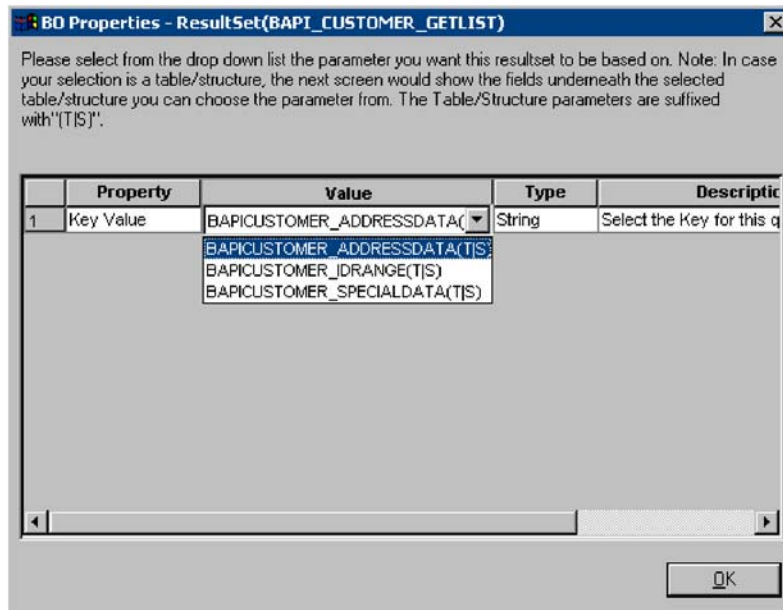 BO Properties - ResultSet(BAPI_CUSTOMER_GETLIST)
Please select from the drop down list the parameter you want this resultset to be based on. Note: In case
your selection is a table/structure, the next screen would show the fields underneath the selected
table/structure you can choose the parameter from. The Table/Structure parameters are suffixed
with"(T|S)".
Property Value Type Descriptic
1 Key Value BAPICUSTOMER_ADDRESSDATA( String Select the Key for this q
BAPICUSTOMER_ADDRESSDATA(T|S)
BAPICUSTOMER_IDRANGE(T|S)
BAPICUSTOMER_SPECIALDATA(T|S)
OK